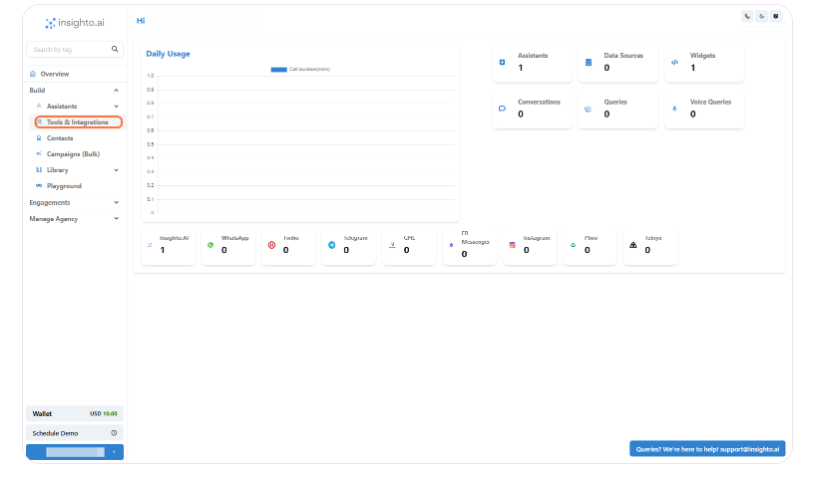 insighto.ai
Hi
Search by tag
Overview
Build
Assistants
Tools & Integrations
Contacts
Campaigns (Bulk)
Library
Playground
Engagements
Manage Agency
Wallet USD 10.00
Schedule Demo
Daily Usage
Call duration(mins)
1.0
0.9
0.8
0.7
0.6
0.5
0.4
0.3
0.2
0.1
0
Assistants
1
Data Sources
0
Widgets
1
Conversations
0
Queries
0
Voice Queries
0
Insighto.AI
1
WhatsApp
0
Twilio
0
Telegram
0
GHL
0
FB
Messenger
0
Instagram
0
Plivo
0
Telnyx
0
Queries? We're here to help! support@insighto.ai